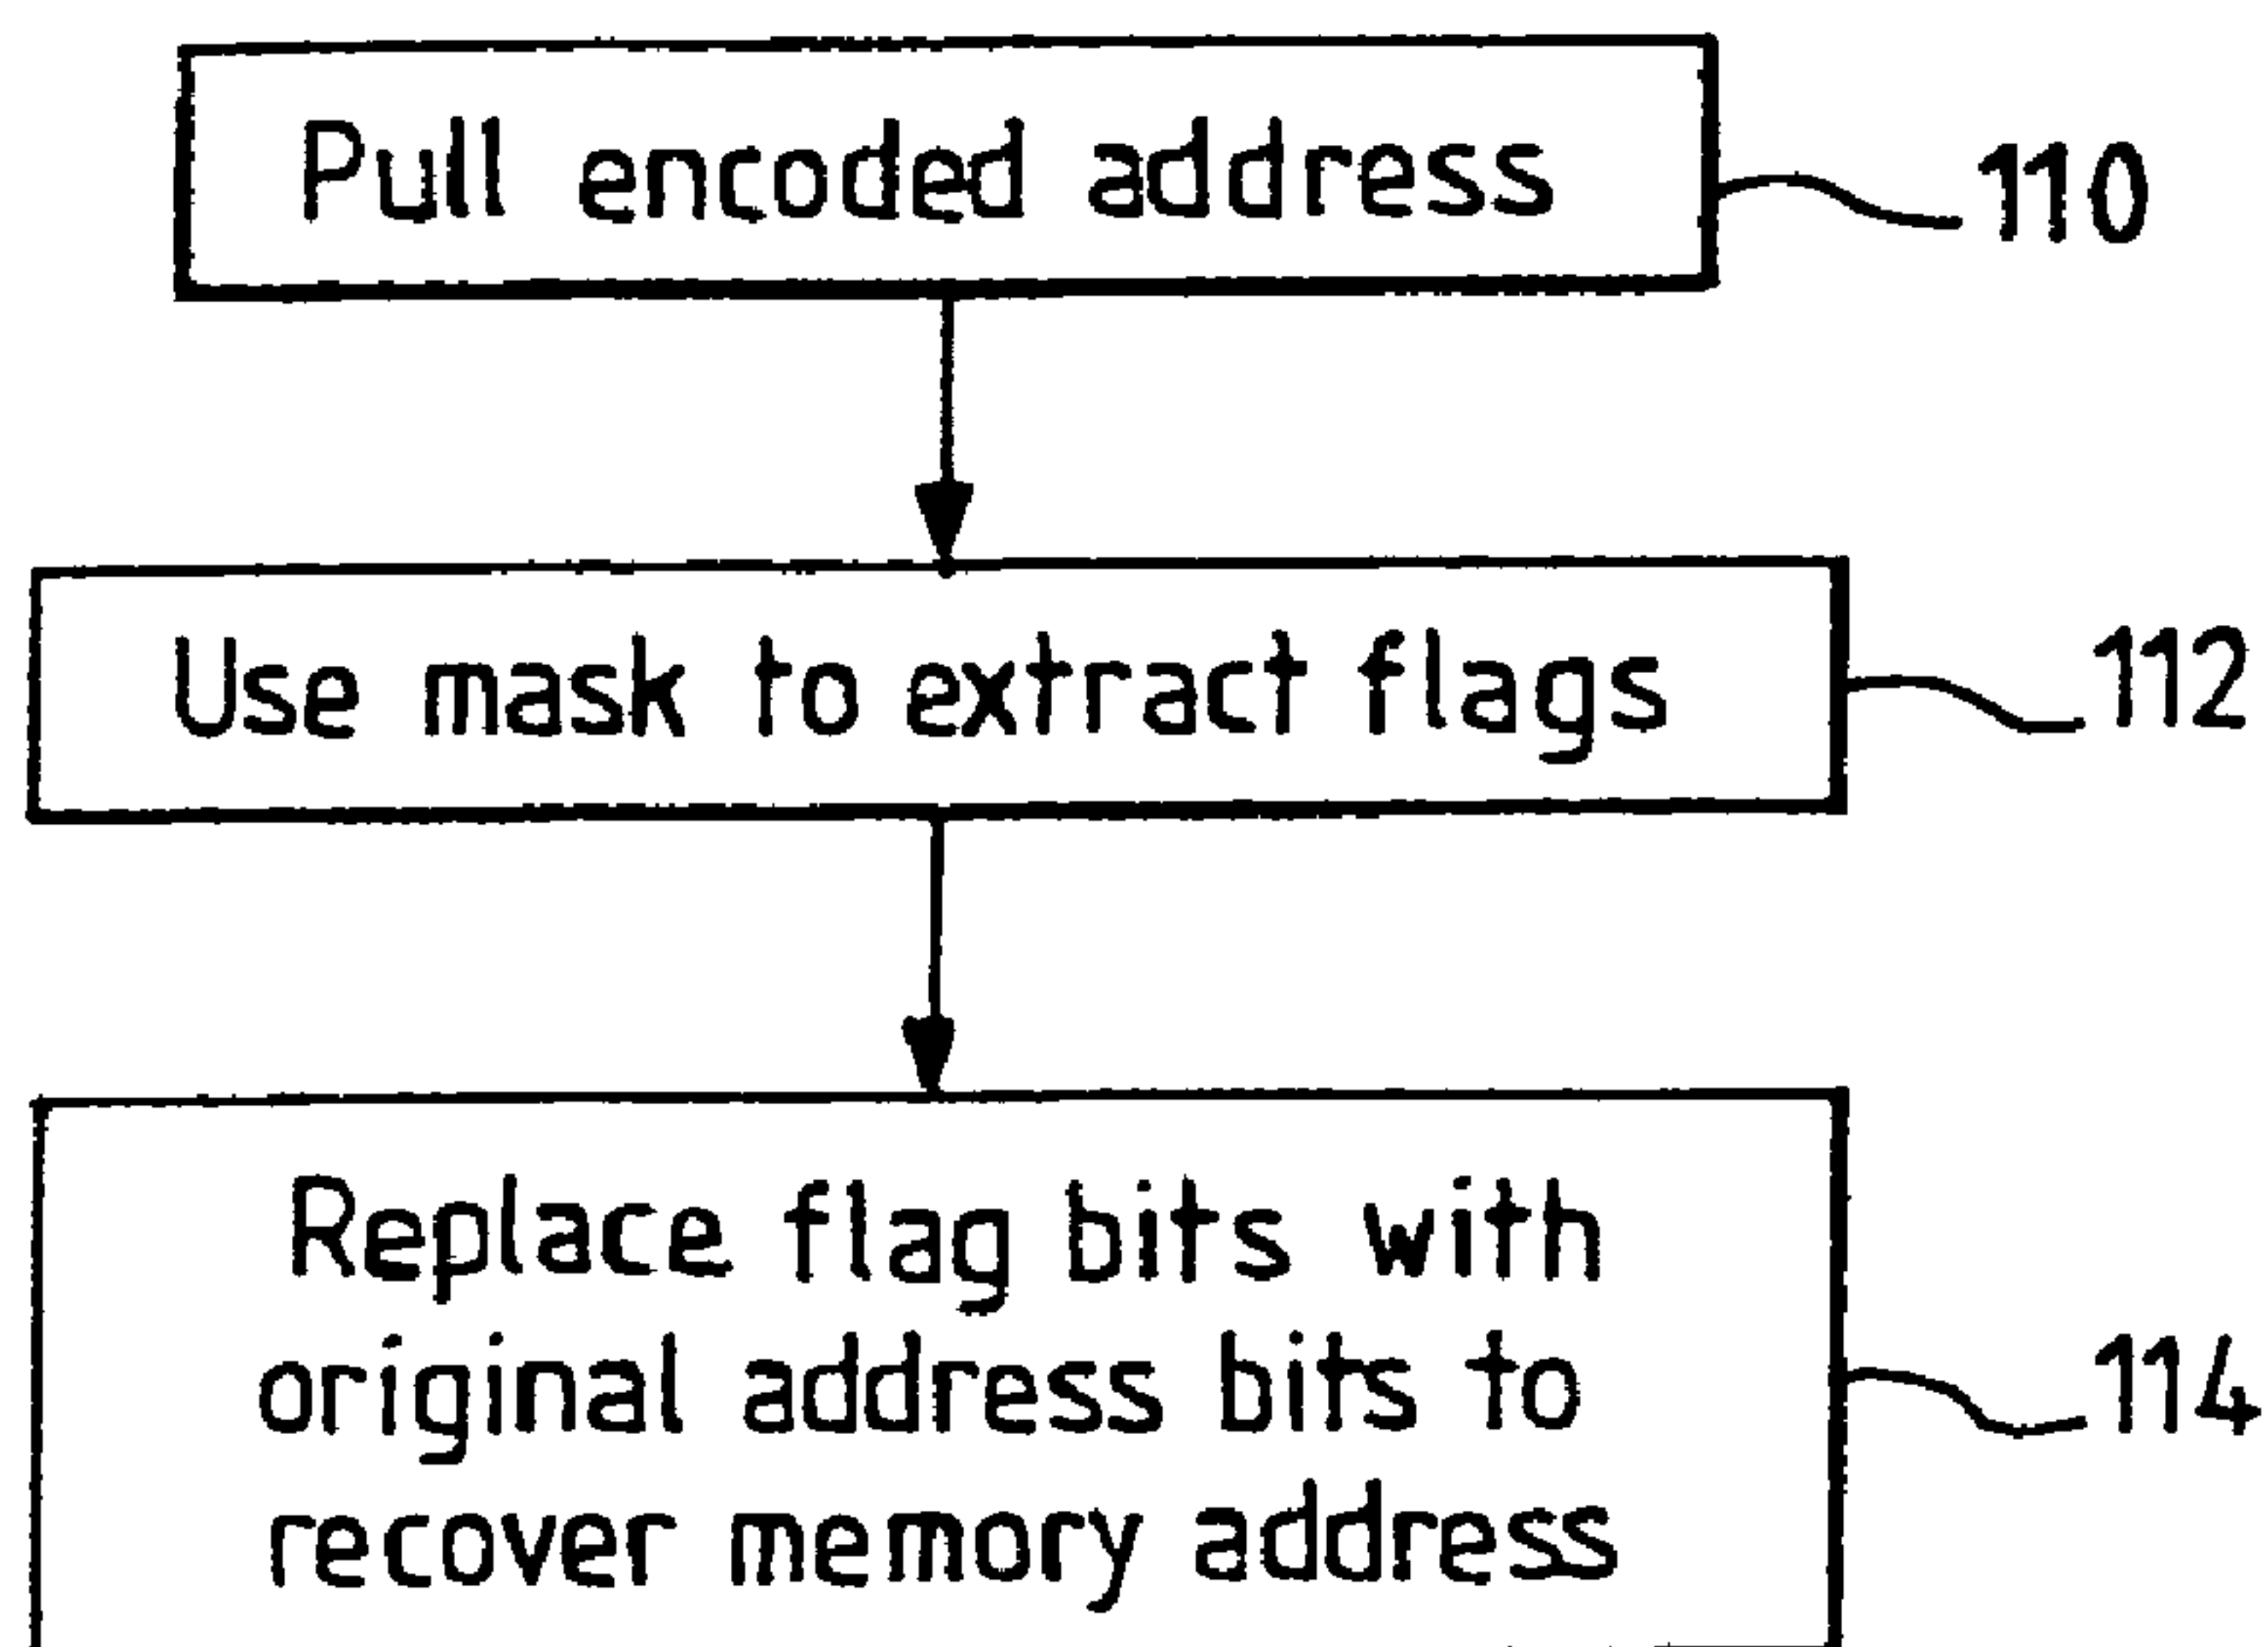 Pull encoded address
110
Use mask to extract flags
112
Replace flag bits with
original address bits to
recover memory address
114